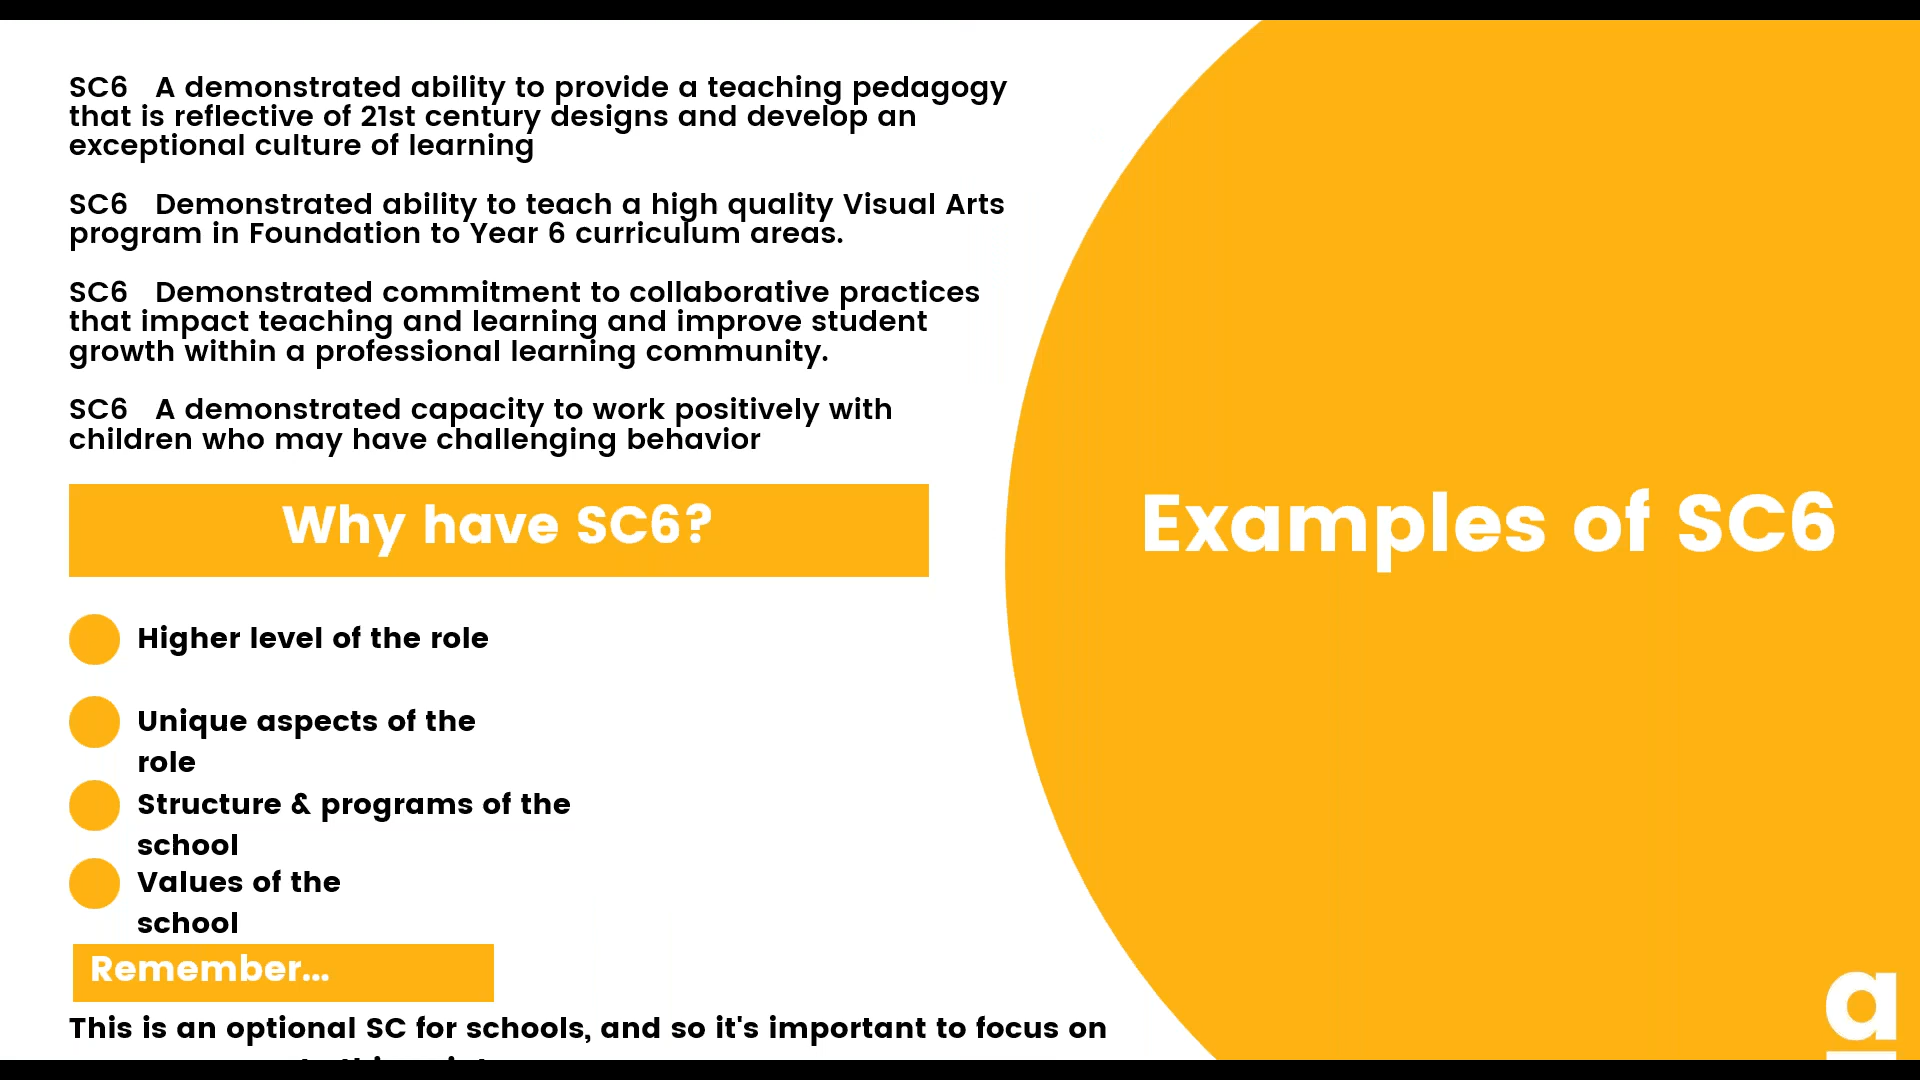 SC6 A demonstrated ability to provide a teaching pedagogy
that is reflective of 21st century designs and develop an
exceptional culture of learning
SC6 Demonstrated ability to teach a high quality Visual Arts
program in Foundation to Year 6 curriculum areas.
SC6 Demonstrated commitment to collaborative practices
that impact teaching and learning and improve student
growth within a professional learning community.
SC6 A demonstrated capacity to work positively with
children who may have challenging behavior
Why have SC6?
Higher level of the role
Unique aspects of the
role
Structure & programs of the
school
Values of the
school
Remember...
This is an optional SC for schools, and so it's important to focus on
Examples of SC6
a